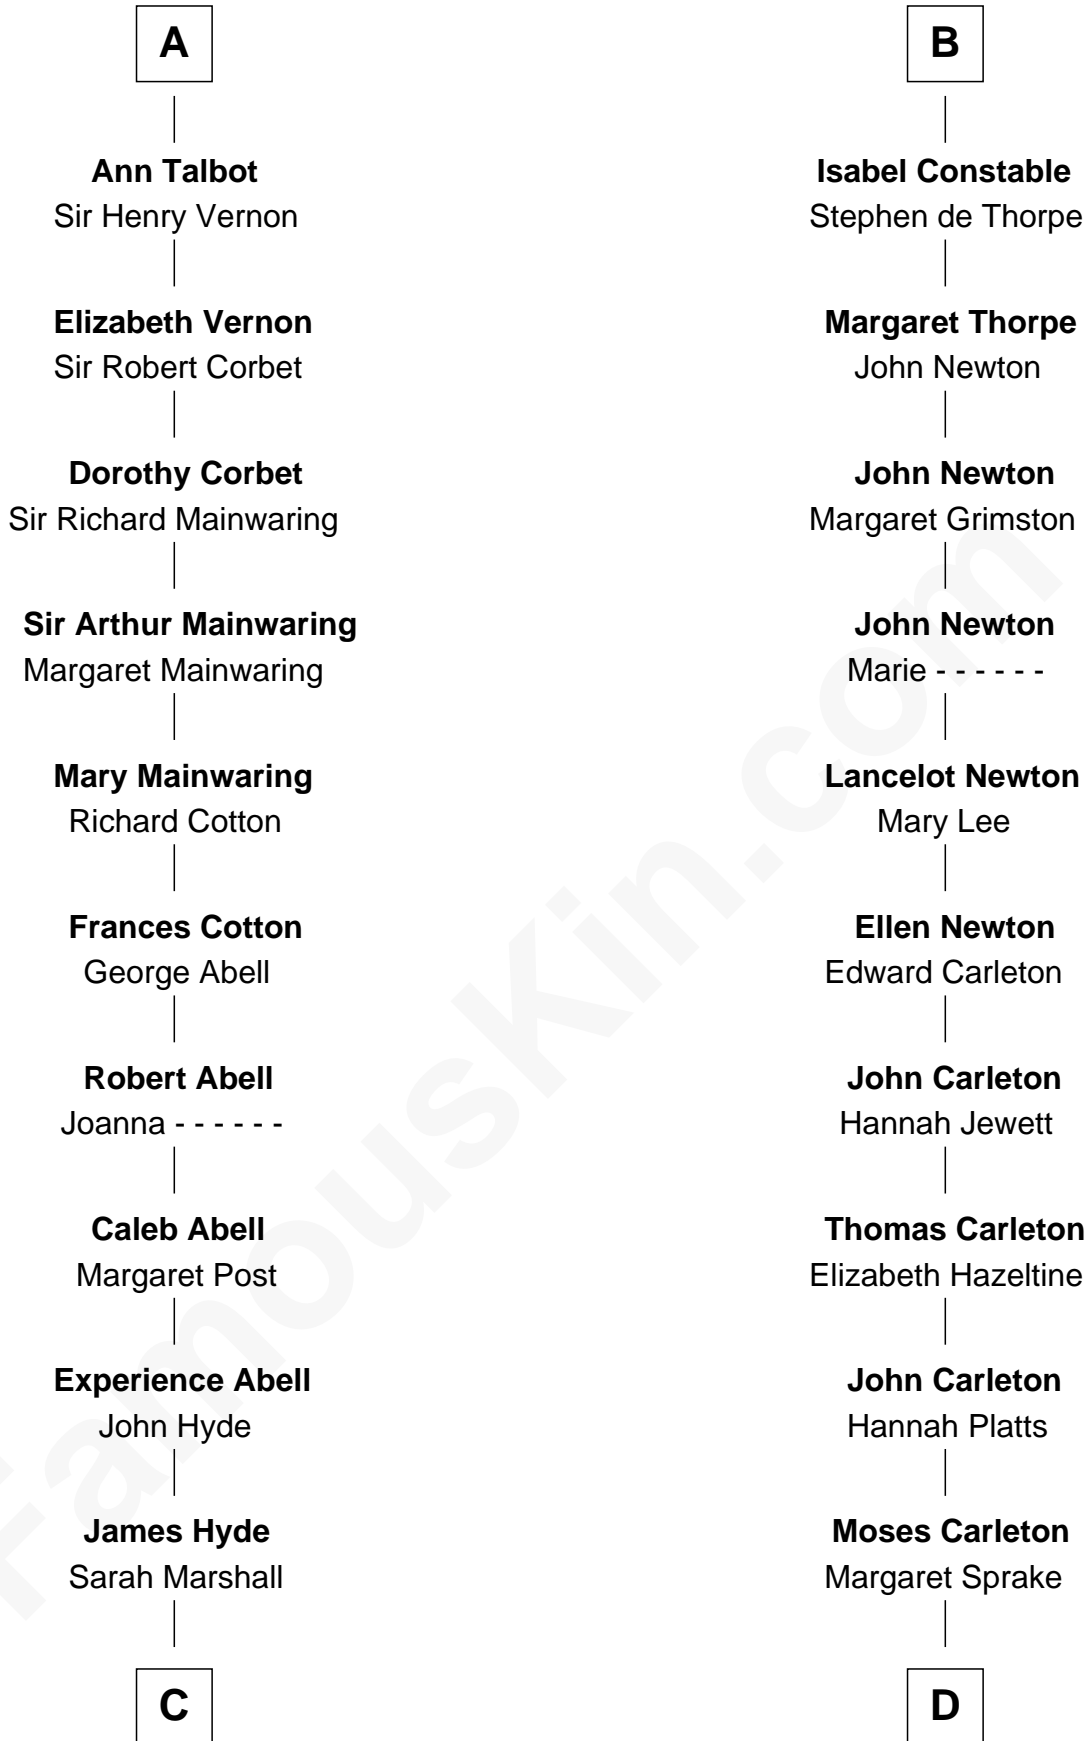 A
Ann Talbot
Sir Henry Vernon
Elizabeth Vernon
Sir Robert Corbet
Dorothy Corbet
Sir Richard Mainwaring
Sir Arthur Mainwaring
Margaret Mainwaring
Mary Mainwaring
Richard Cotton
Frances Cotton
George Abell
Robert Abell
Joanna - - - - - -
Caleb Abell
Margaret Post
Experience Abell
John Hyde
James Hyde
Sarah Marshall
C
B
Isabel Constable
Stephen de Thorpe
Margaret Thorpe
John Newton
John Newton
Margaret Grimston
John Newton
Marie - - - - - -
Lancelot Newton
Mary Lee
Ellen Newton
Edward Carleton
John Carleton
Hannah Jewett
Thomas Carleton
Elizabeth Hazeltine
John Carleton
Hannah Platts
Moses Carleton
Margaret Sprake
D
FamousKin.com